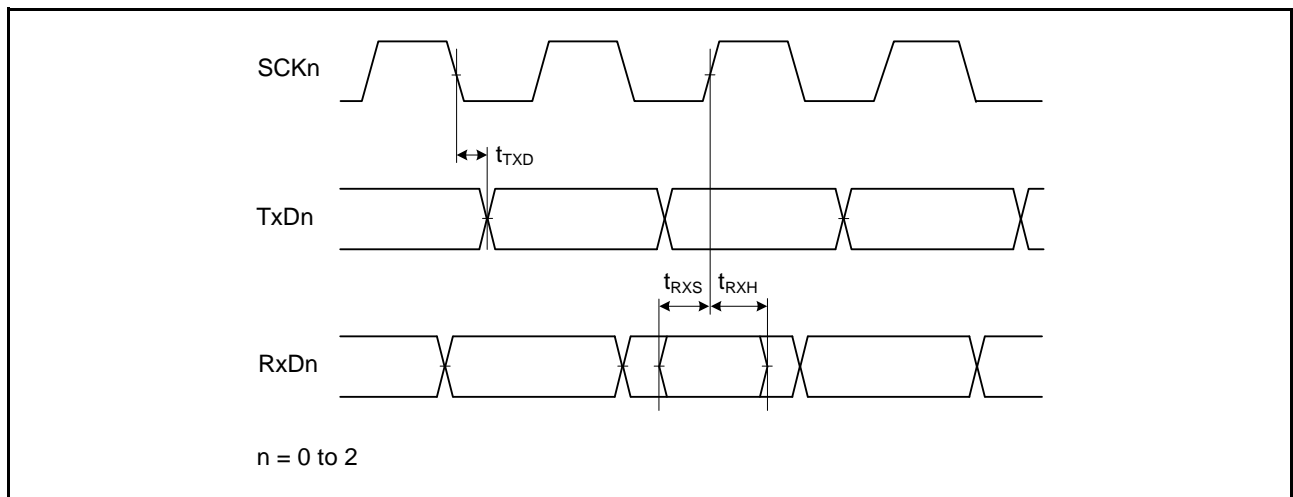 SCKn
tTXD
TxDn
tRXS tRXH
RxDn
n = 0 to 2